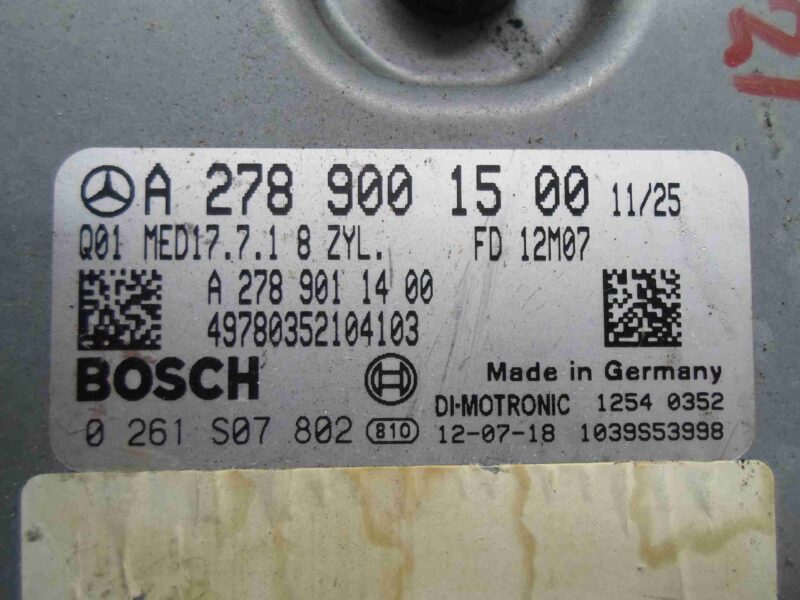 A 278 900 15 00 11/25
Q01 MED17.7.1 8 ZYL. FD 12M07
A 278 901 14 00
49780352104103
BOSCH
Made in Germany
DI-MOTRONIC 1254 0352
0 261 S07 802 810 12-07-18 1039S53998